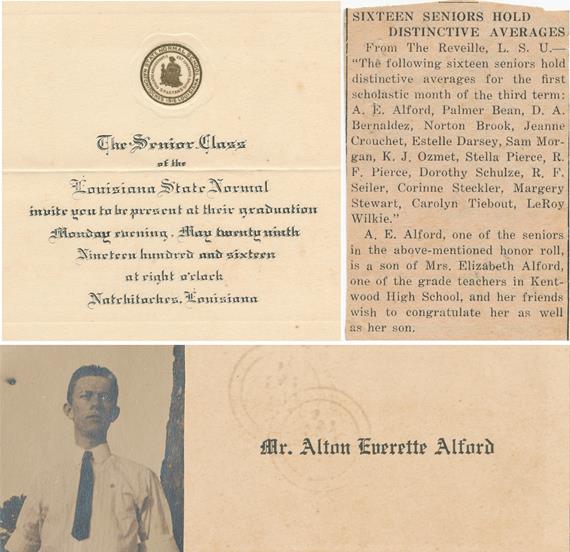 The Senior Class
of the
Louisiana State Normal
invite you to be present at their graduation
Monday evening, May twenty ninth
Nineteen hundred and sixteen
at eight o'clock
Natchitoches, Louisiana
SIXTEEN SENIORS HOLD
DISTINCTIVE AVERAGES
From The Reveille, L. S. U.—
"The following sixteen seniors hold
distinctive averages for the first
scholastic month of the third term:
A. E. Alford, Palmer Bean, D. A.
Bernaldez, Norton Brook, Jeanne
Crouchet, Estelle Darsey, Sam Mor-
gan, K. J. Ozmet, Stella Pierce, R.
F. Pierce, Dorothy Schulze, R. F.
Seiler, Corinne Steckler, Margery
Stewart, Carolyn Tiebout, LeRoy
Wilkie."
A. E. Alford, one of the seniors
in the above-mentioned honor roll,
is a son of Mrs. Elizabeth Alford,
one of the grade teachers in Kent-
wood High School, and her friends
wish to congratulate her as well
as her son.
Mr. Alton Everette Alford